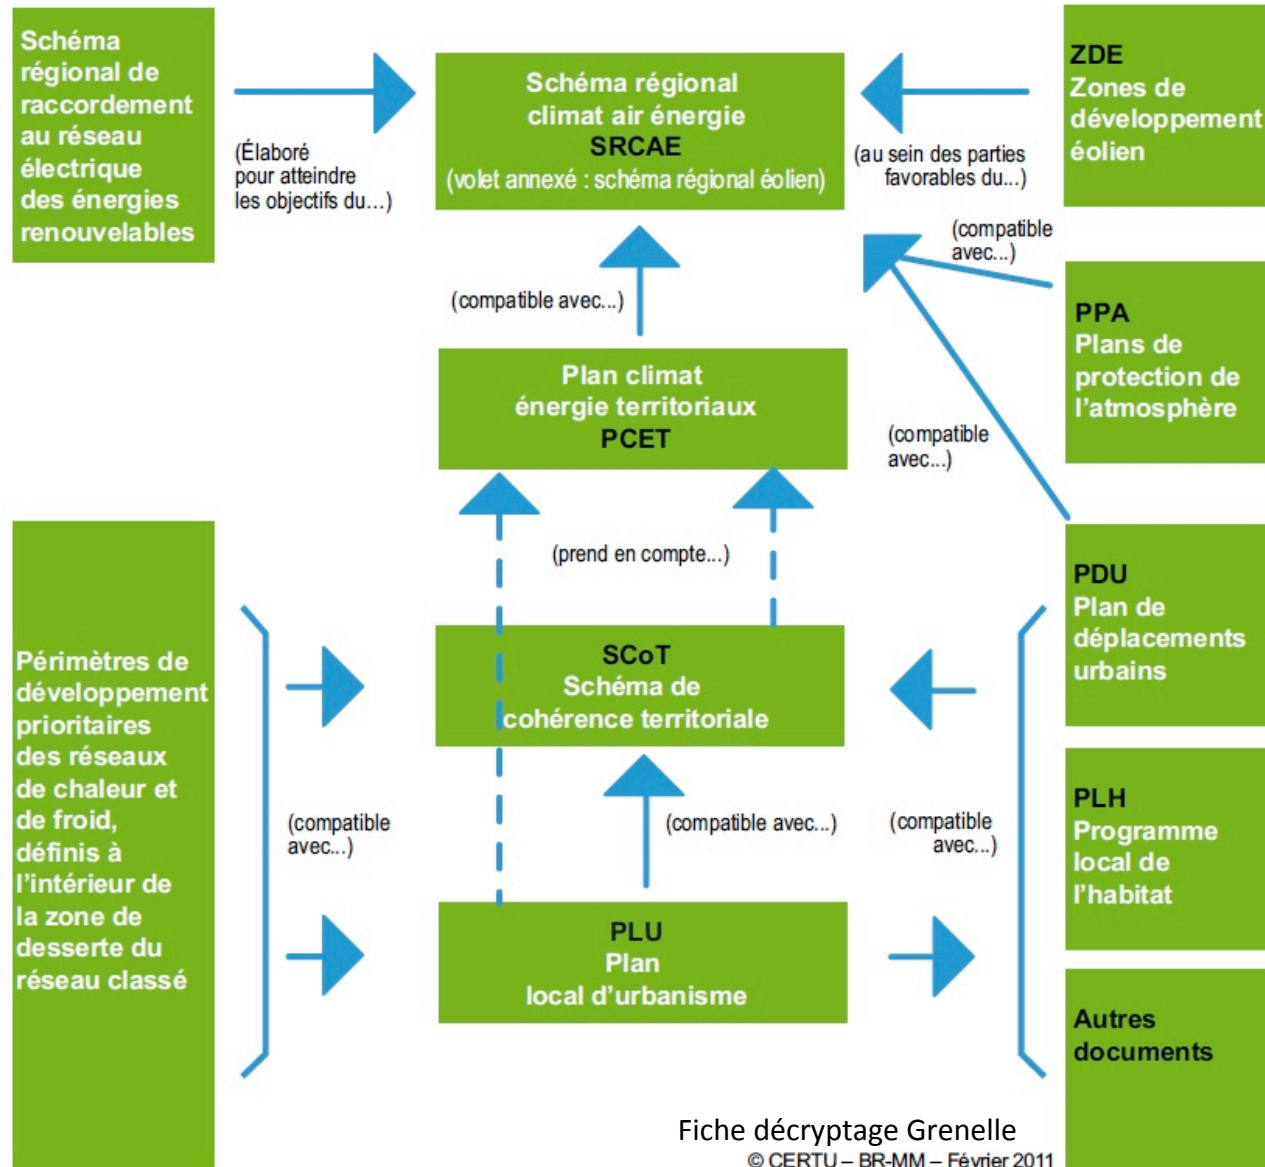 Schéma
régional de
raccordement
au réseau
électrique
des énergies
renouvelables
(Élaboré
pour atteindre
les objectifs du...)
Schéma régional
climat air énergie
SRCAE
(volet annexé : schéma régional éolien)
(au sein des parties
favorables du...)
ZDE
Zones de
développement
éolien
(compatible
avec...)
(compatible avec...)
PPA
Plans de
protection de
l'atmosphère
Plan climat
énergie territoriaux
PCET
(compatible
avec...)
(prend en compte...)
Périmètres de
développement
prioritaires
des réseaux
de chaleur et
de froid,
définis à
l'intérieur de
la zone de
desserte du
réseau classé
SCoT
Schéma de
cohérence territoriale
PDU
Plan de
déplacements
urbains
(compatible
avec...)
(compatible avec...)
(compatible
avec...)
PLH
Programme
local de
l'habitat
PLU
Plan
local d'urbanisme
Autres
documents
Fiche décryptage Grenelle
© CERTU – BR-MM – Février 2011